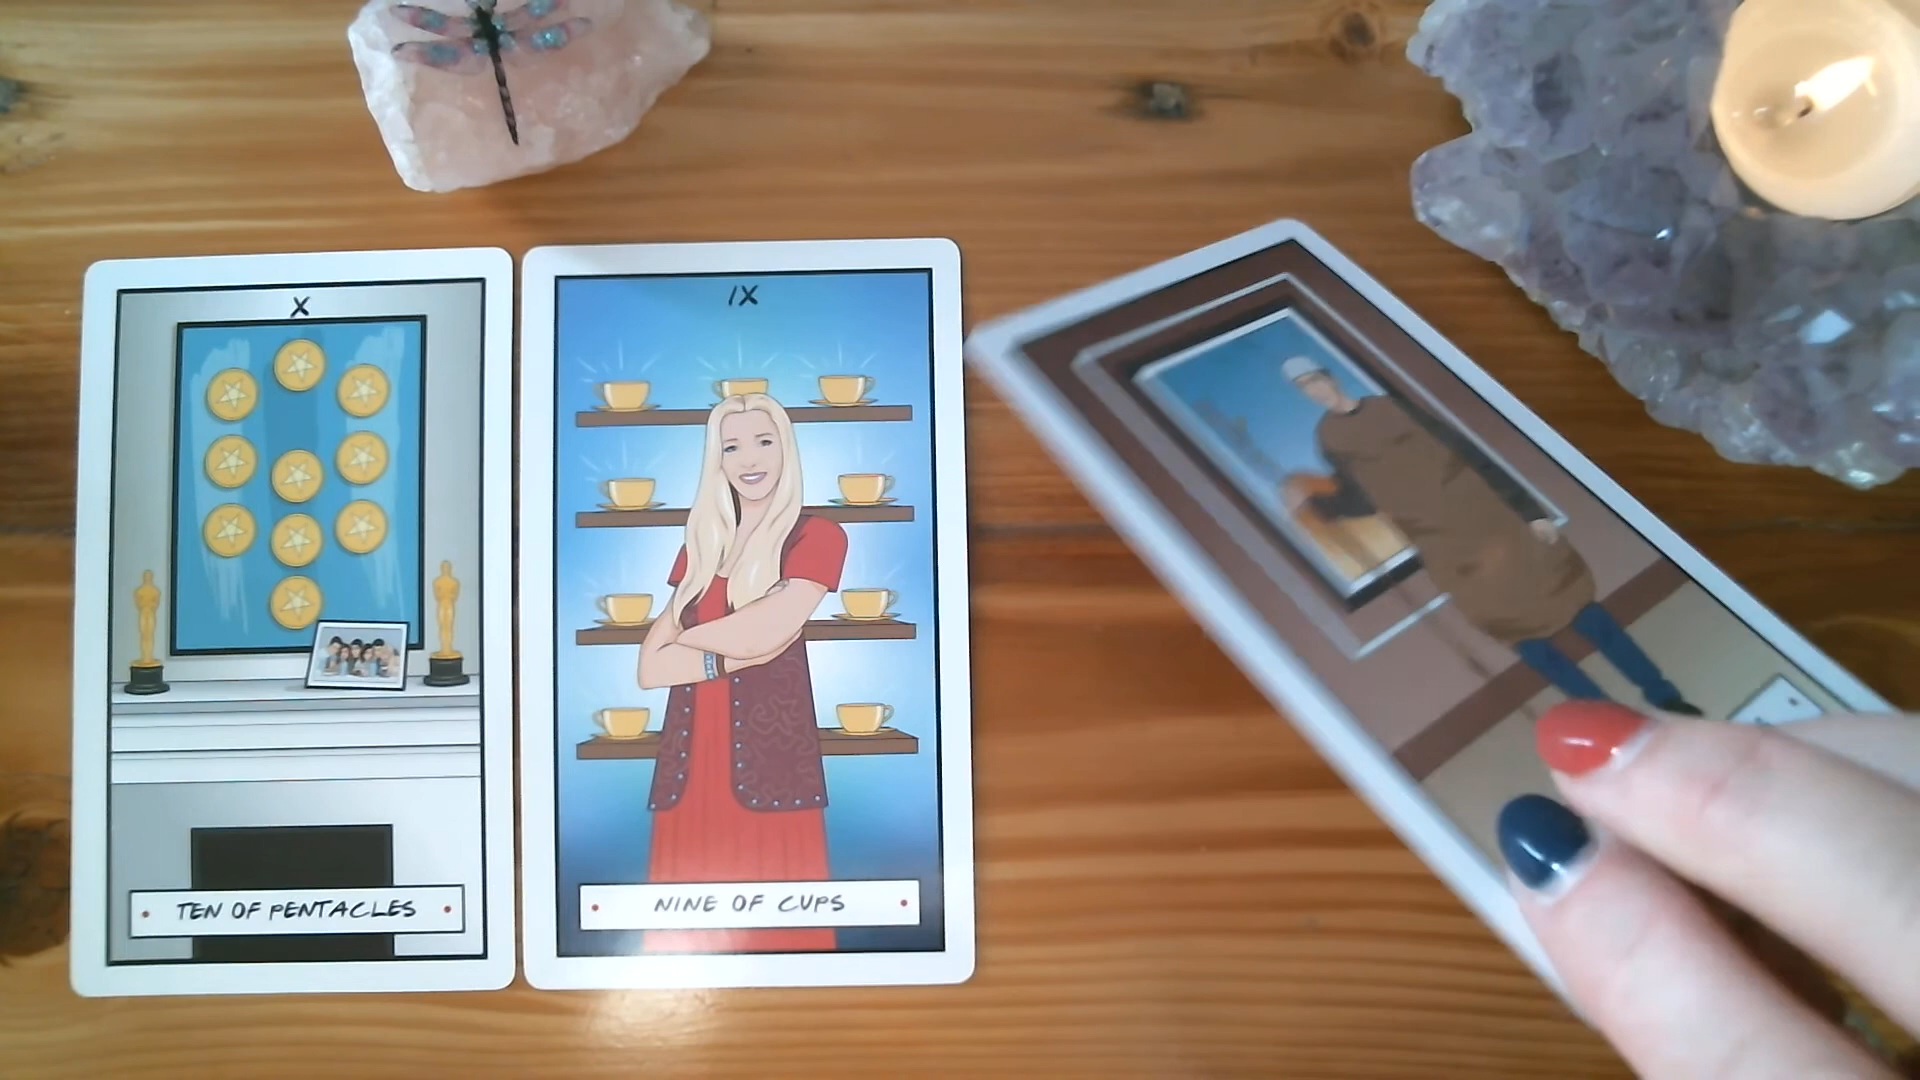 X
TEN OF PENTACLES
IX
NINE OF CUPS